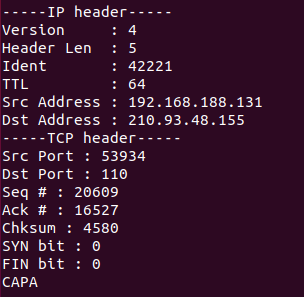 -----IP header-----
Version     : 4
Header Len  : 5
Ident       : 42221
TTL         : 64
Src Address : 192.168.188.131
Dst Address : 210.93.48.155
-----TCP header-----
Src Port : 53934
Dst Port : 110
Seq # : 20609
Ack # : 16527
Chksum : 4580
SYN bit : 0
FIN bit : 0
CAPA